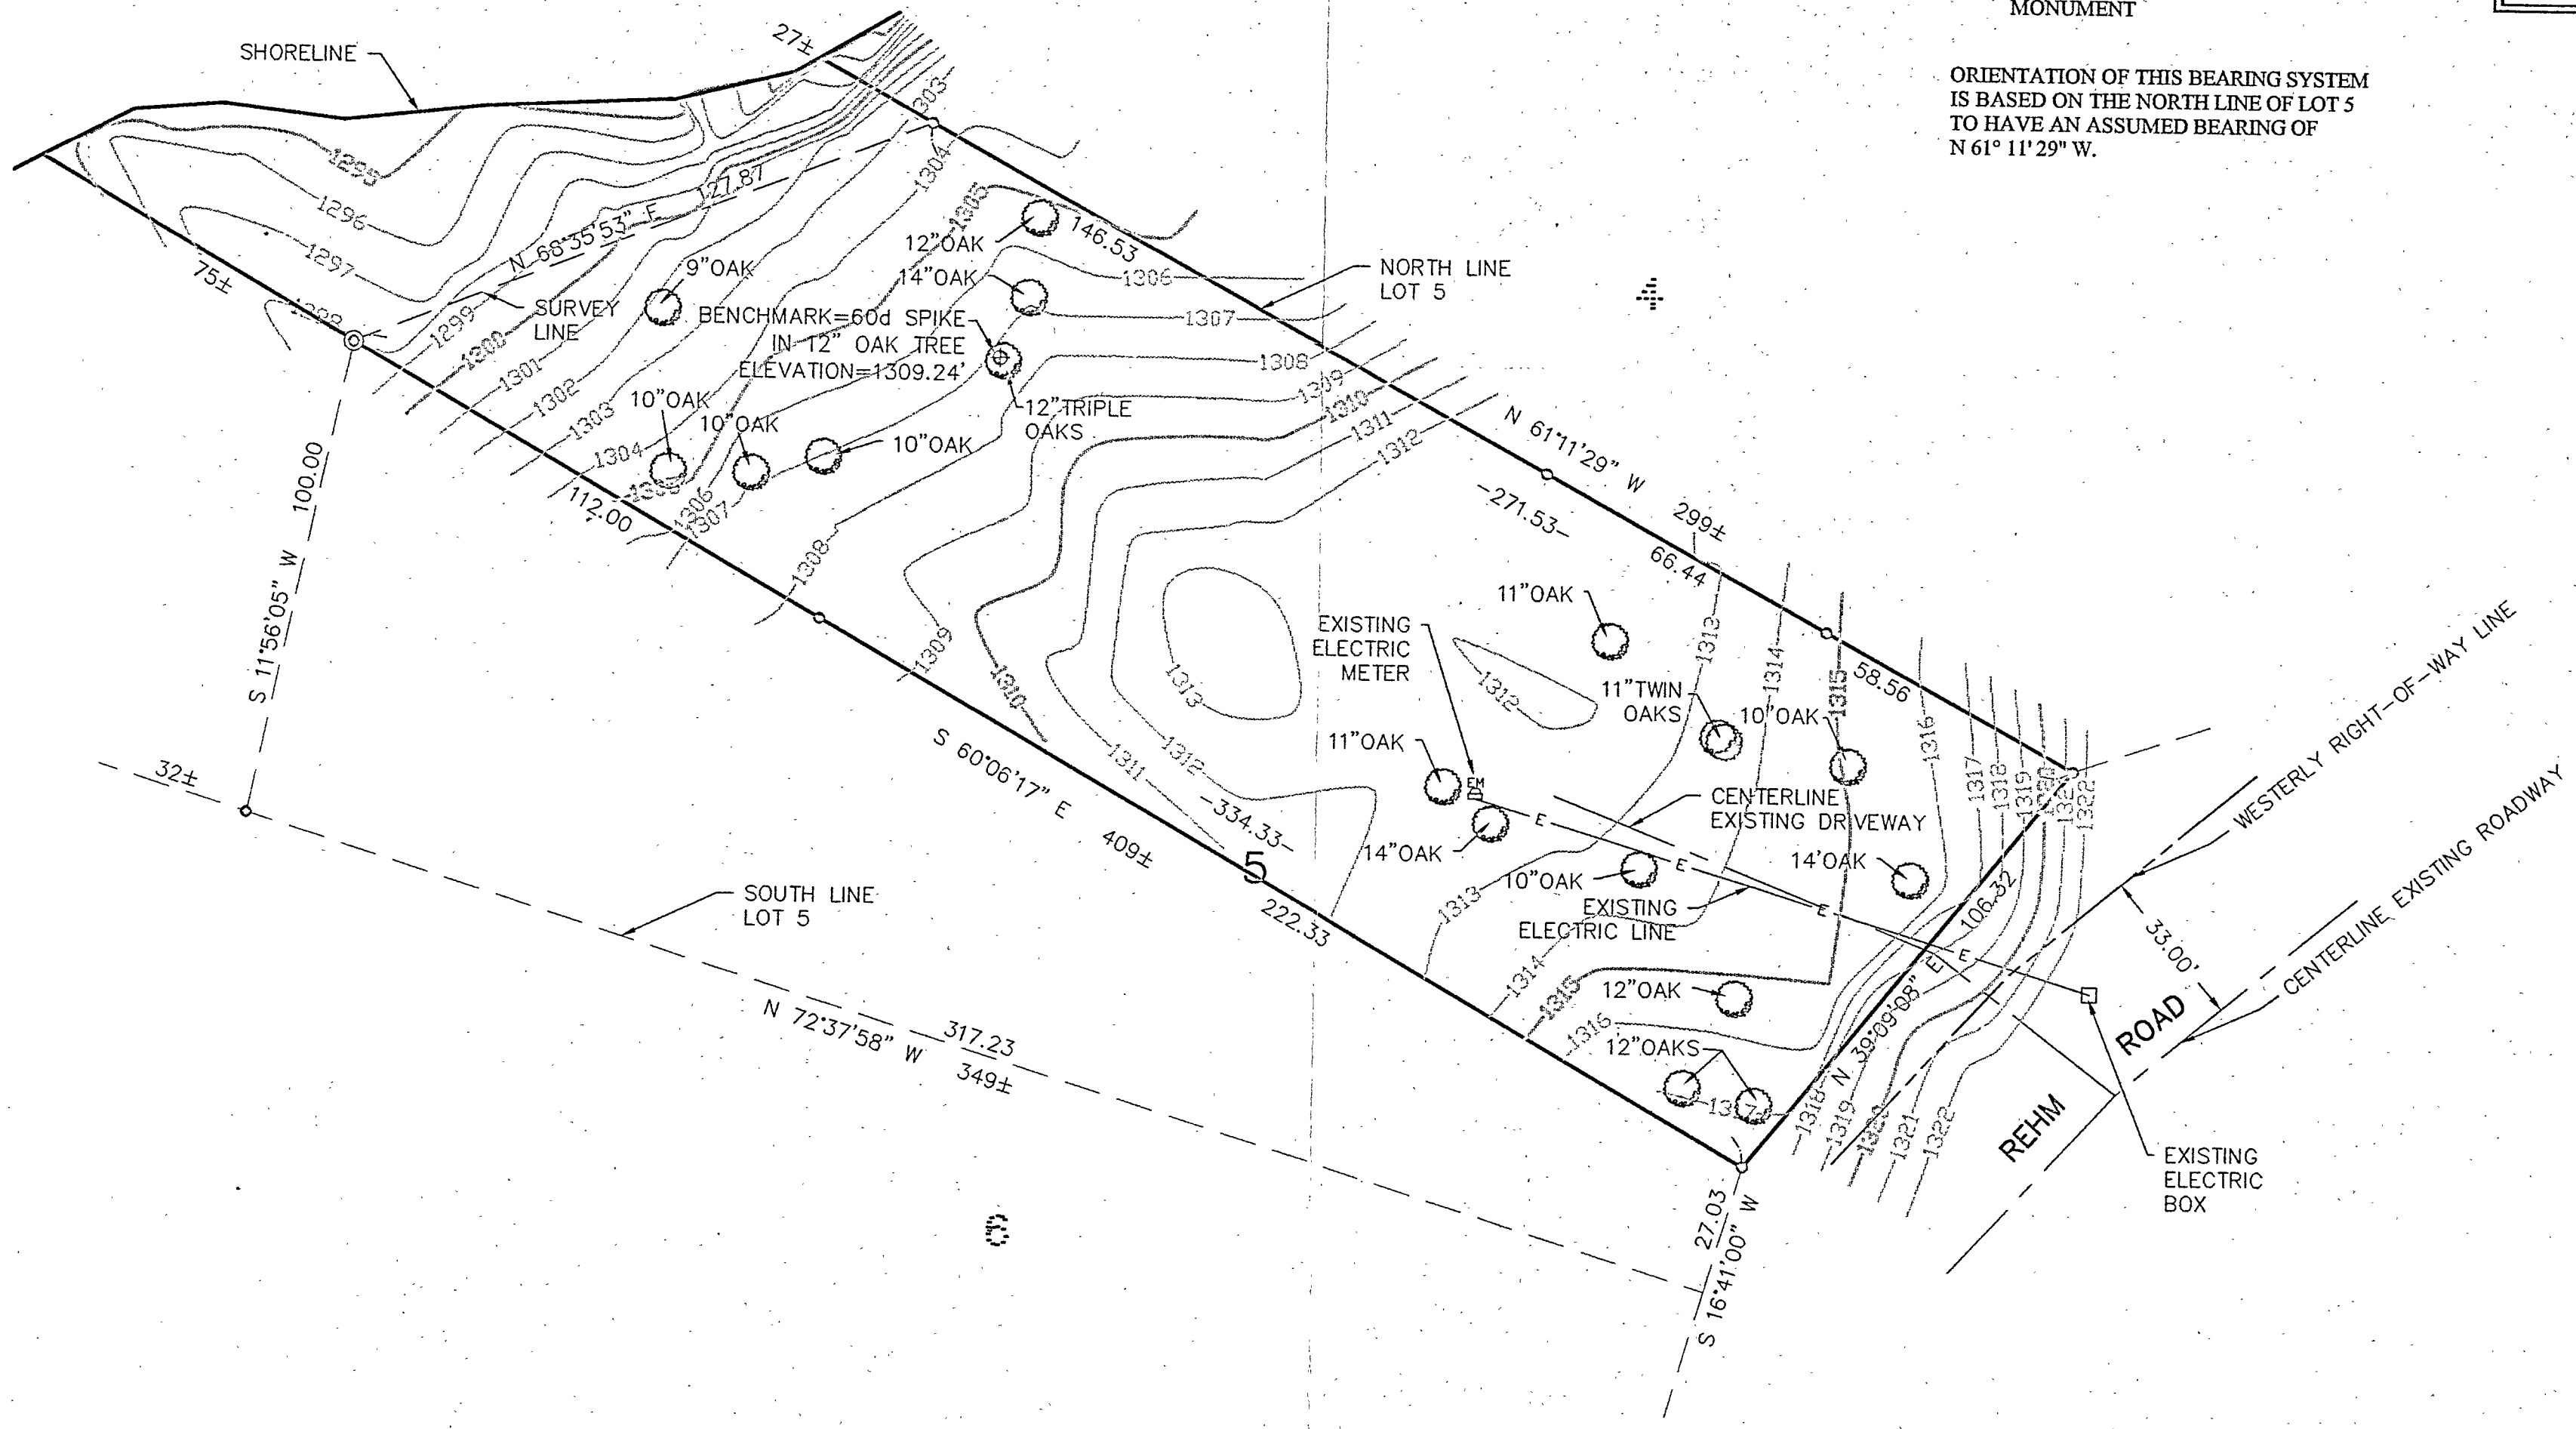 MONUMENT
ORIENTATION OF THIS BEARING SYSTEM
IS BASED ON THE NORTH LINE OF LOT 5
TO HAVE AN ASSUMED BEARING OF
N 61° 11' 29" W.
SHORELINE
27±
1303
1304
1305
1295
1296
1297
N 68°35'53" E 127.87
75±
SURVEY
LINE
1299
1300
1301
1302
1303
1304
9"OAK
12"OAK
14"OAK
146.53
1306
1307
1308
1309
1310
1311
1312
NORTH LINE
LOT 5
4
BENCHMARK=60d SPIKE
IN 12" OAK TREE
ELEVATION=1309.24'
12"TRIPLE
OAKS
10"OAK
10"OAK
10"OAK
1306
1307
112.00
S 11°56'05" W 100.00
32±
1308
1309
1310
1311
1312
1313
N 61°11'29" W
-271.53-
299±
66.44
58.56
11"OAK
EXISTING
ELECTRIC
METER
1312
1313
1314
1315
1316
1317
1318
1319
1320
1321
1322
11"TWIN
OAKS
10"OAK
11"OAK
EM
E
CENTERLINE
EXISTING DRIVEWAY
14"OAK
E
14'OAK
10"OAK
EXISTING
ELECTRIC LINE
E
E
E
S 60°06'17" E 409±
-334.33-
5
222.33
1313
1314
1315
1316
12"OAK
12"OAKS
1317
1318
1319
1320
1321
1322
N 39°09'08" E
106.32
WESTERLY RIGHT-OF-WAY LINE
CENTERLINE EXISTING ROADWAY
33.00'
REHM ROAD
EXISTING
ELECTRIC
BOX
SOUTH LINE
LOT 5
N 72°37'58" W
317.23
349±
6
27.03
S 16°41'00" W